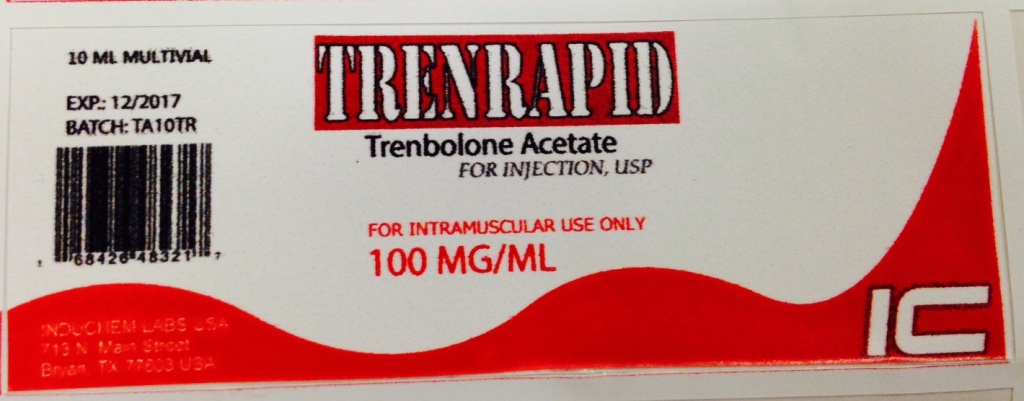 10 ML MULTIVIAL
EXP.: 12/2017
BATCH: TA10TR
1 68426 48321 7
INDUCHEM LABS USA
713 N. Main Street
Bryan, TX 77803 USA
TRENRAPID
Trenbolone Acetate
FOR INJECTION, USP
FOR INTRAMUSCULAR USE ONLY
100 MG/ML
IC